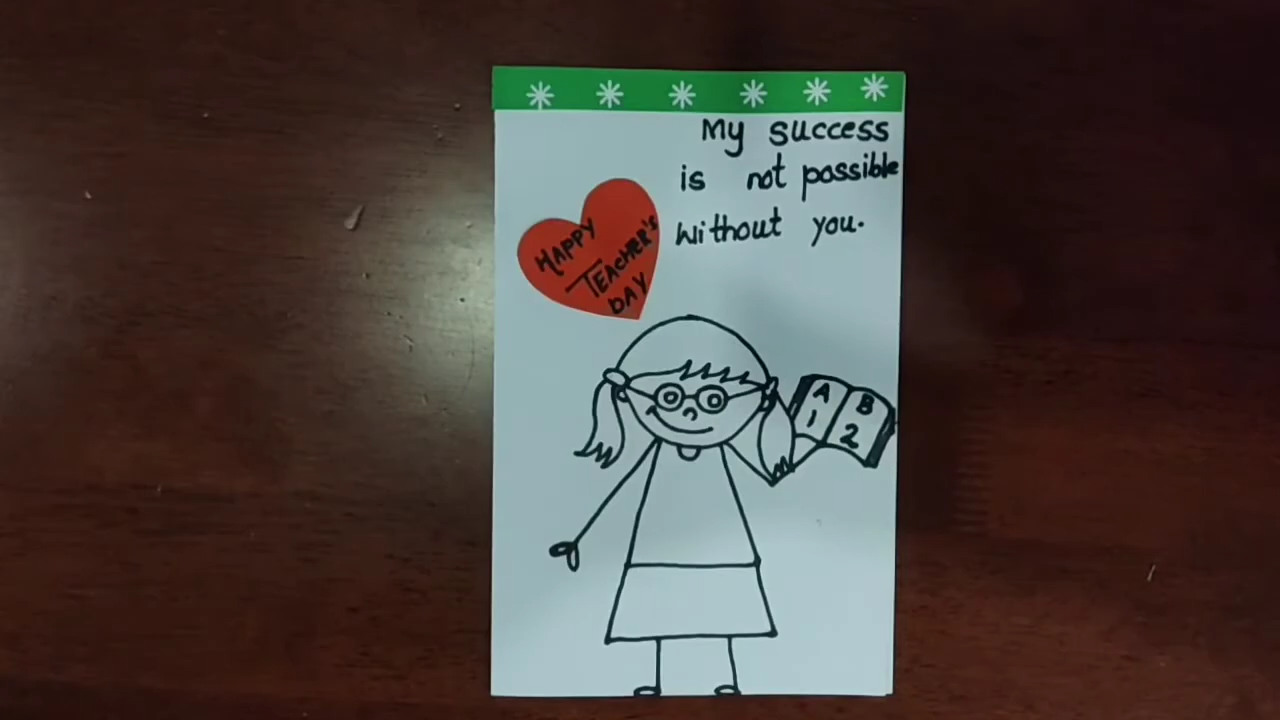 My success
is not possible
without you.
HAPPY
TEACHER'S
DAY
A B
1 2